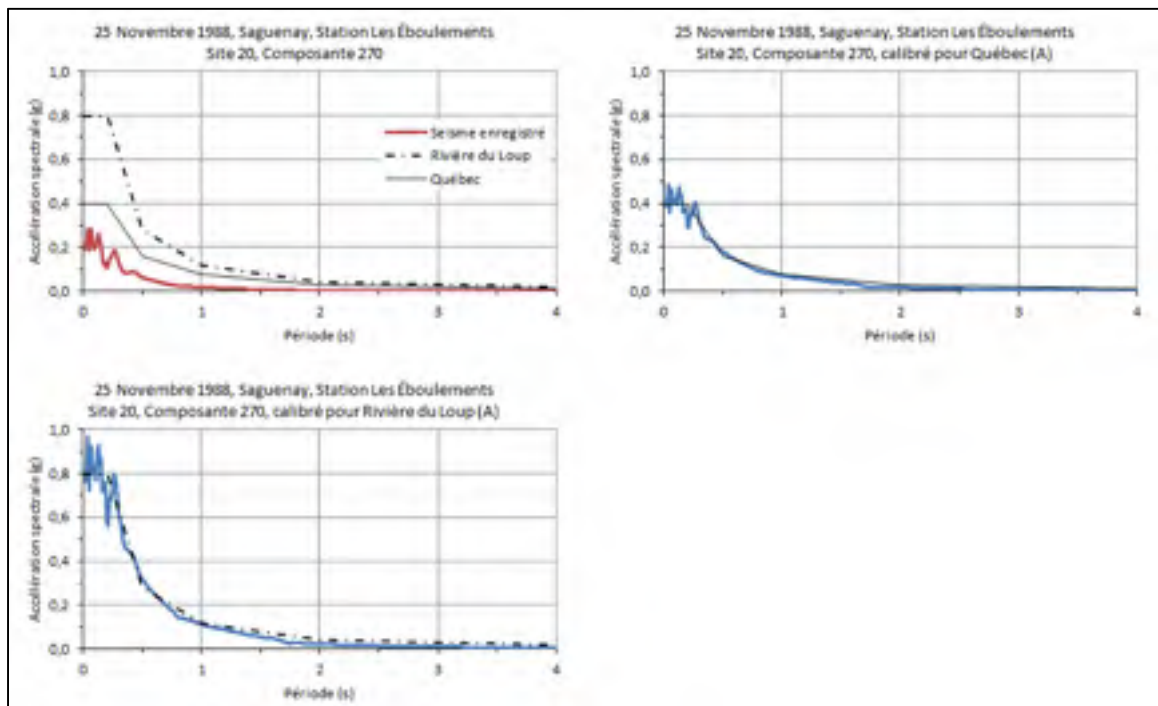 25 Novembre 1988, Saguenay, Station Les Éboulements
Site 20, Composante 270
Accélération spectrale (g)
1,0
0,8
0,6
0,4
0,2
0,0
0
1
2
3
4
Période (s)
Seisme enregistré
Rivière du Loup
Québec
25 Novembre 1988, Saguenay, Station Les Éboulements
Site 20, Composante 270, calibré pour Québec (A)
Accélération spectrale (g)
1,0
0,8
0,6
0,4
0,2
0,0
0
1
2
3
4
Période (s)
25 Novembre 1988, Saguenay, Station Les Éboulements
Site 20, Composante 270, calibré pour Rivière du Loup (A)
Accélération spectrale (g)
1,0
0,8
0,6
0,4
0,2
0,0
0
1
2
3
4
Période (s)